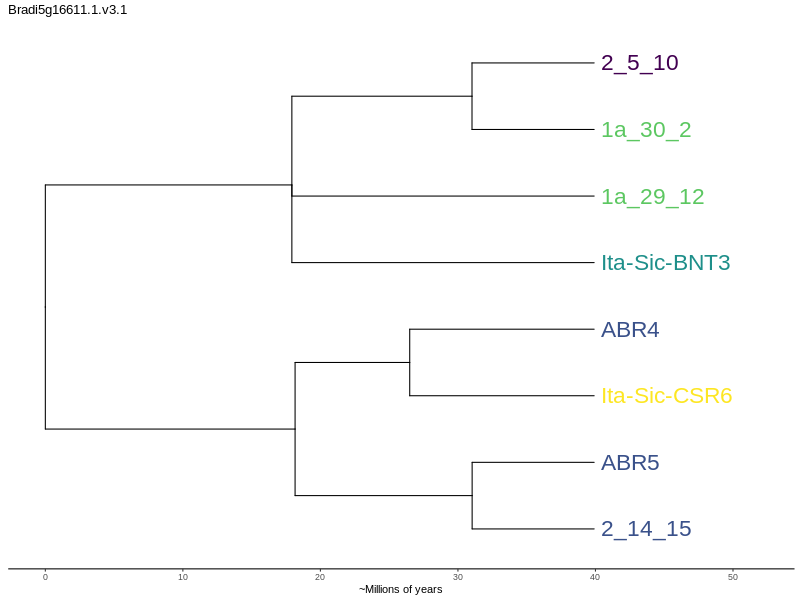 Bradi5g16611.1.v3.1
2_5_10
1a_30_2
1a_29_12
Ita-Sic-BNT3
ABR4
Ita-Sic-CSR6
ABR5
2_14_15
0 10 20 30 40 50
~Millions of years